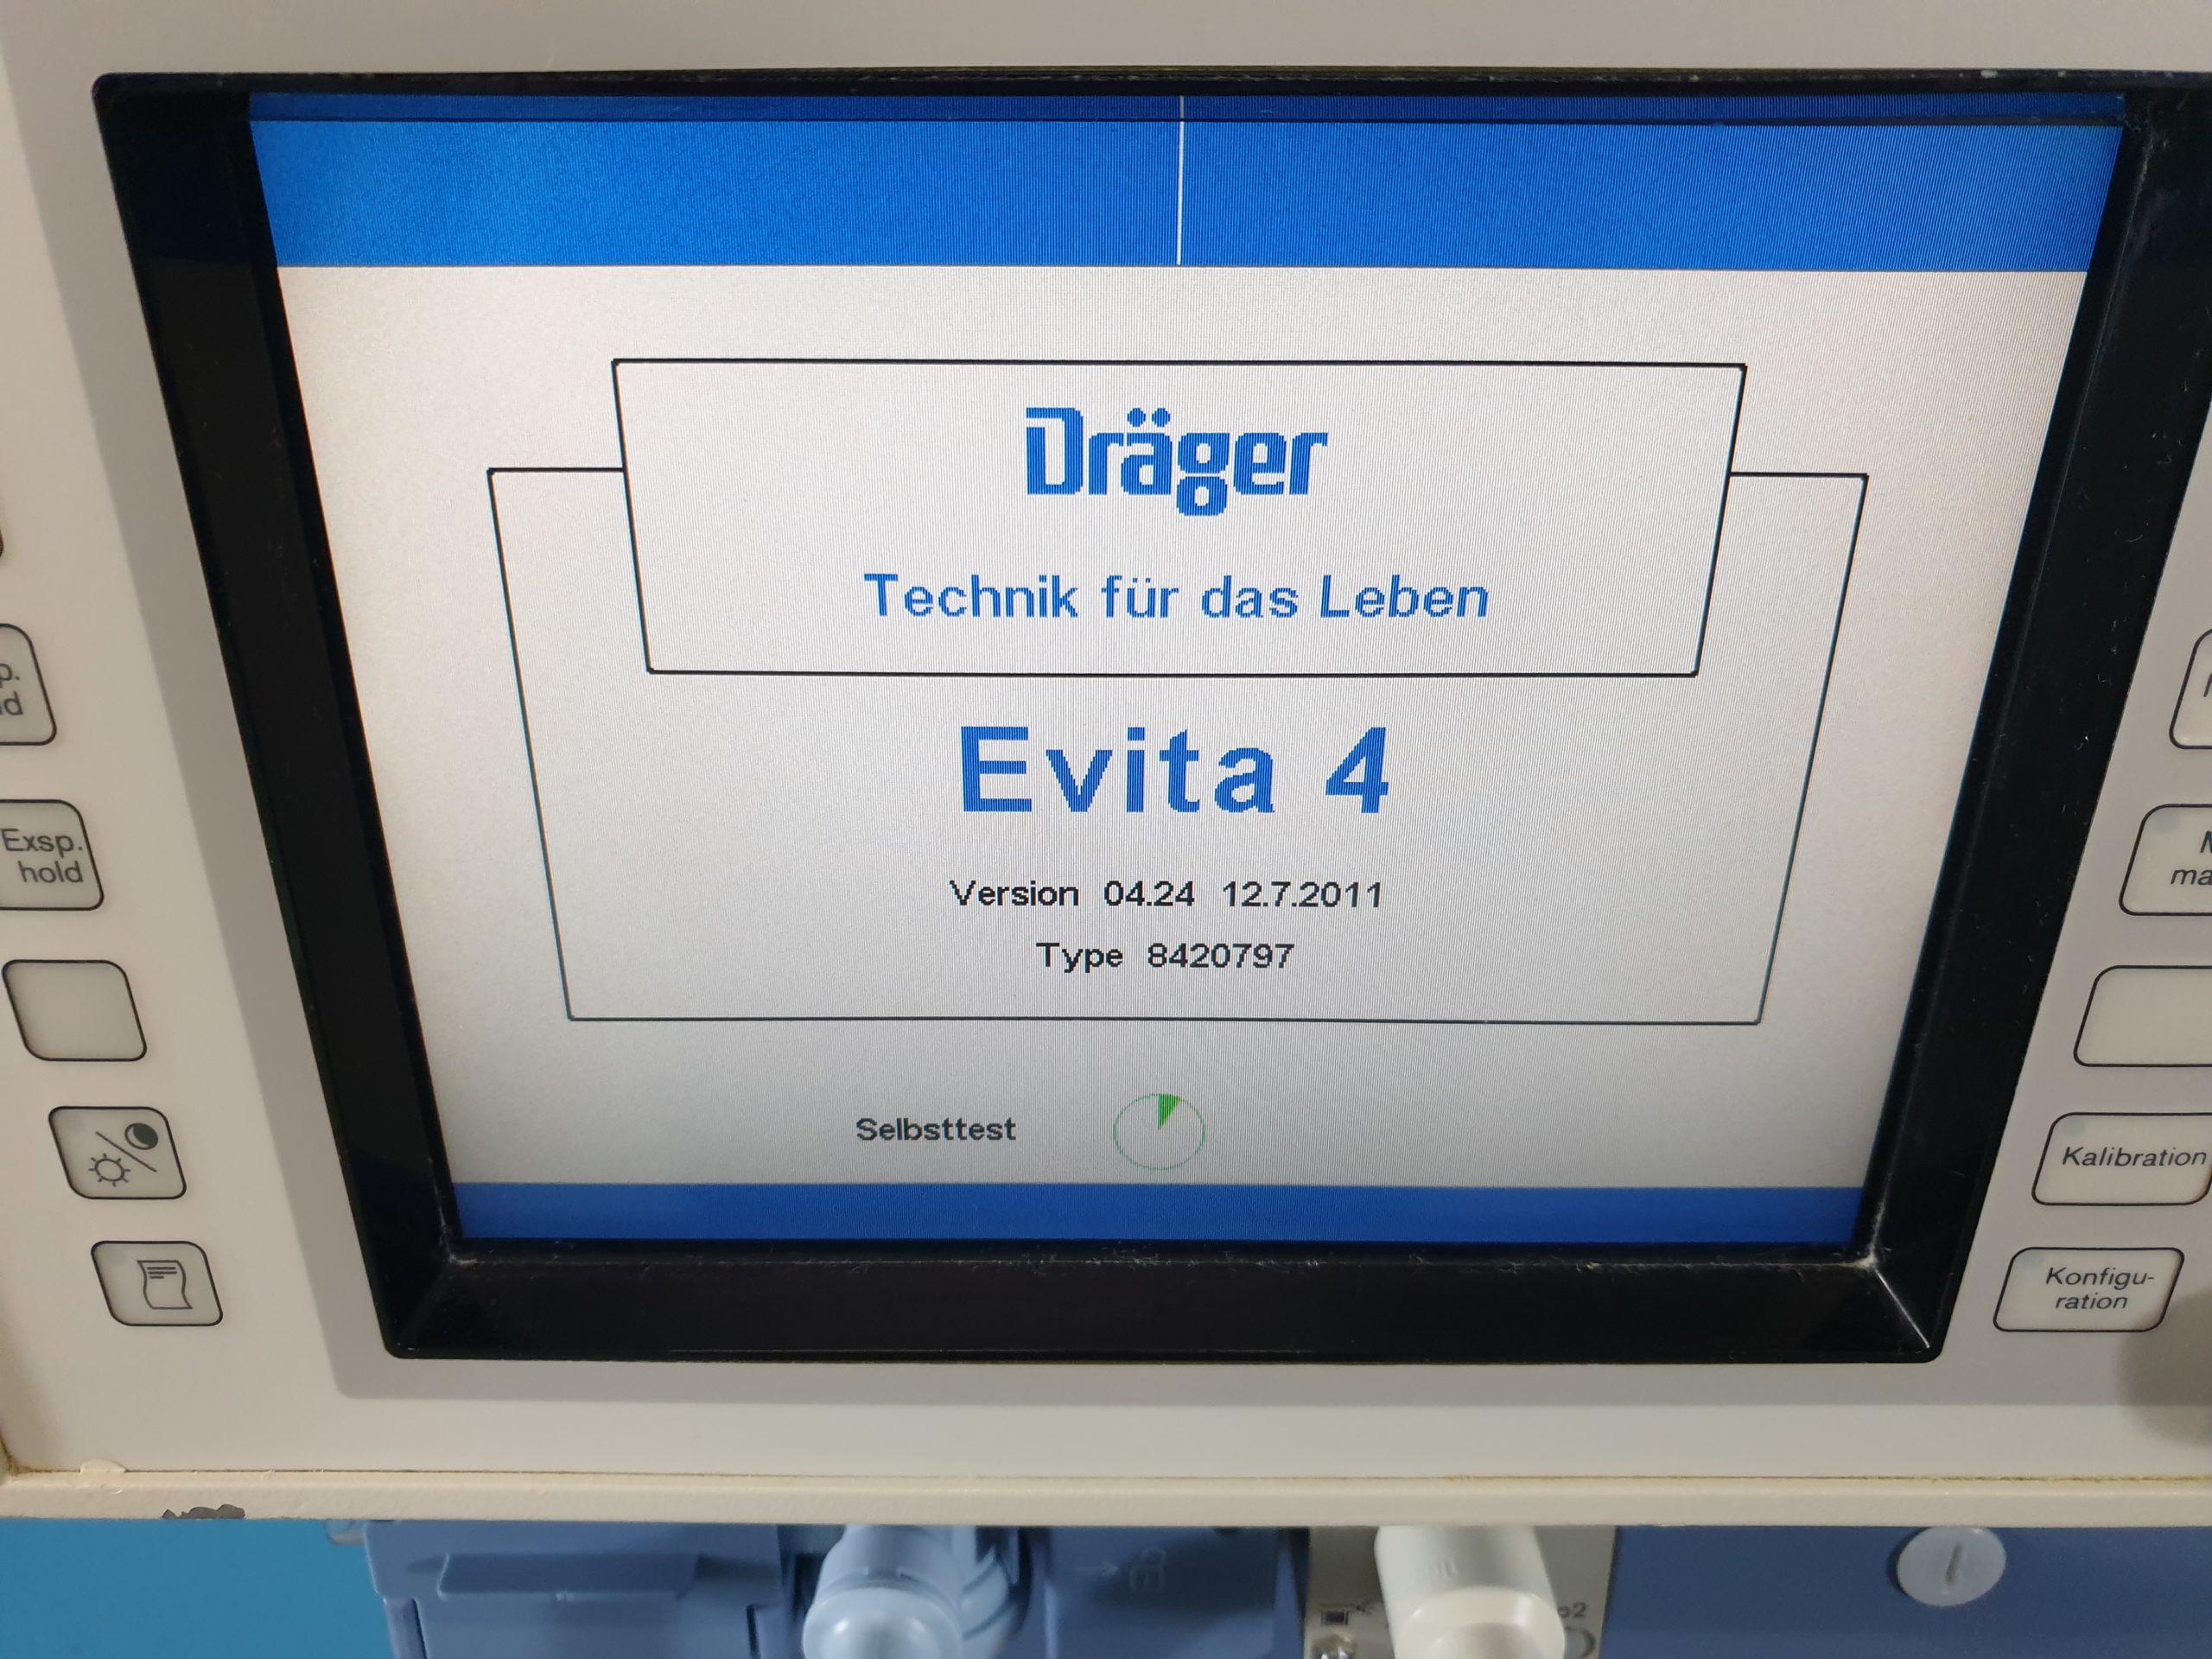 Dräger
Technik für das Leben
Evita 4
Version 04.24 12.7.2011
Type 8420797
Selbsttest
Exsp.
hold
Kalibration
Konfigu-
ration